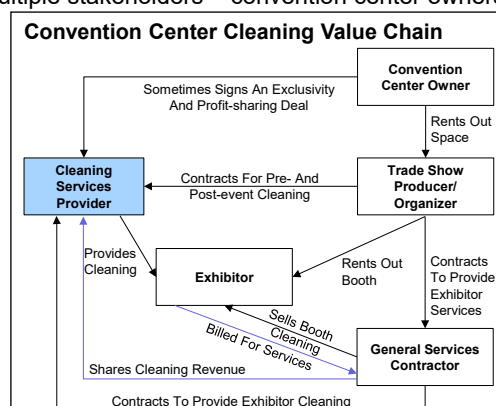 ultiple stakeholders – convention center owners
Convention Center Cleaning Value Chain
Convention
Center Owner
Sometimes Signs An Exclusivity
And Profit-sharing Deal
Rents Out
Space
Cleaning
Services
Provider
Contracts For Pre- And
Post-event Cleaning
Trade Show
Producer/
Organizer
Provides
Cleaning
Exhibitor
Rents Out
Booth
Contracts
To Provide
Exhibitor
Services
Sells Booth
Cleaning
Billed For Services
General Services
Contractor
Shares Cleaning Revenue
Contracts To Provide Exhibitor Cleaning